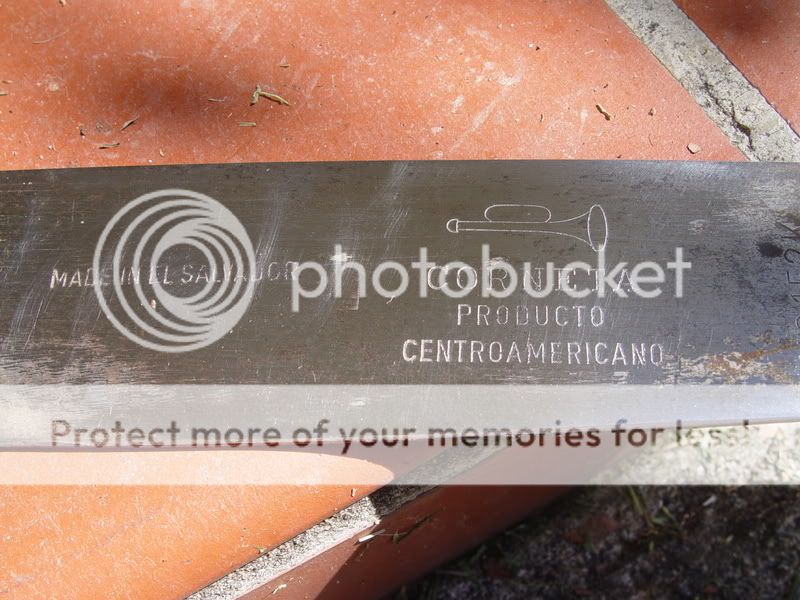 MADE IN EL SALVADOR
CORNETA
PRODUCTO
CENTROAMERICANO
photobucket
Protect more of your memories for less!